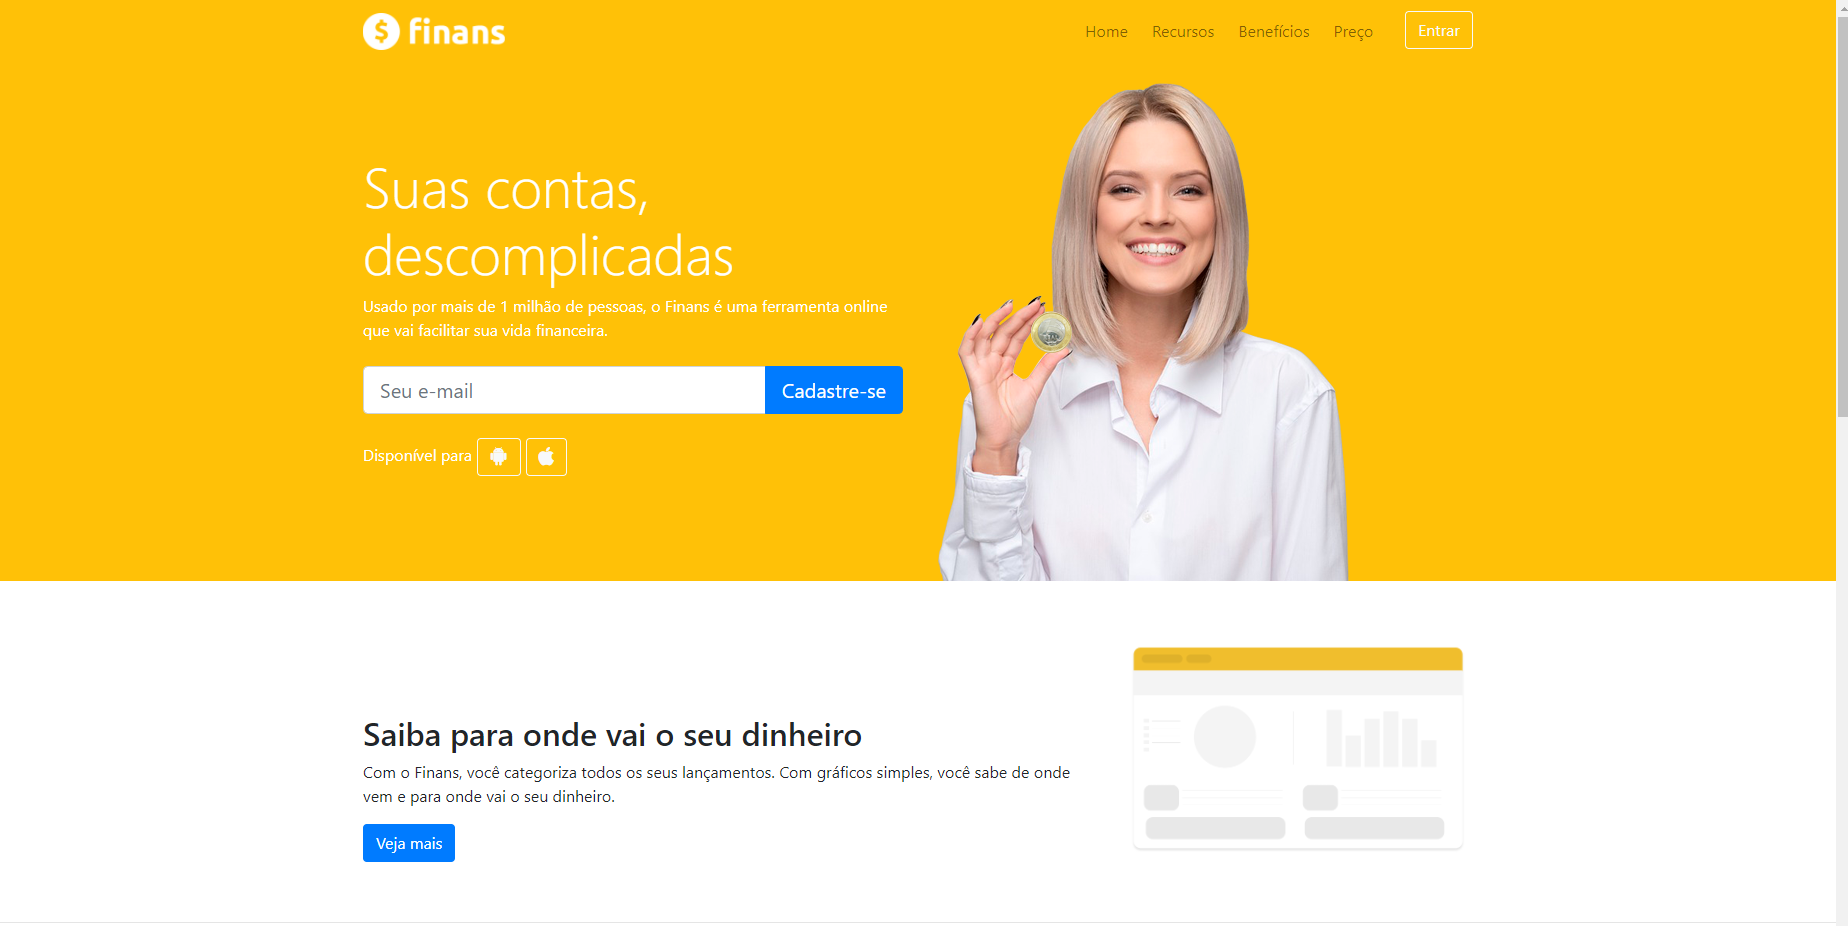 finans
Home Recursos Benefícios Preço Entrar
Suas contas,
descomplicadas
Usado por mais de 1 milhão de pessoas, o Finans é uma ferramenta online
que vai facilitar sua vida financeira.
Seu e-mail Cadastre-se
Disponível para
Saiba para onde vai o seu dinheiro
Com o Finans, você categoriza todos os seus lançamentos. Com gráficos simples, você sabe de onde
vem e para onde vai o seu dinheiro.
Veja mais